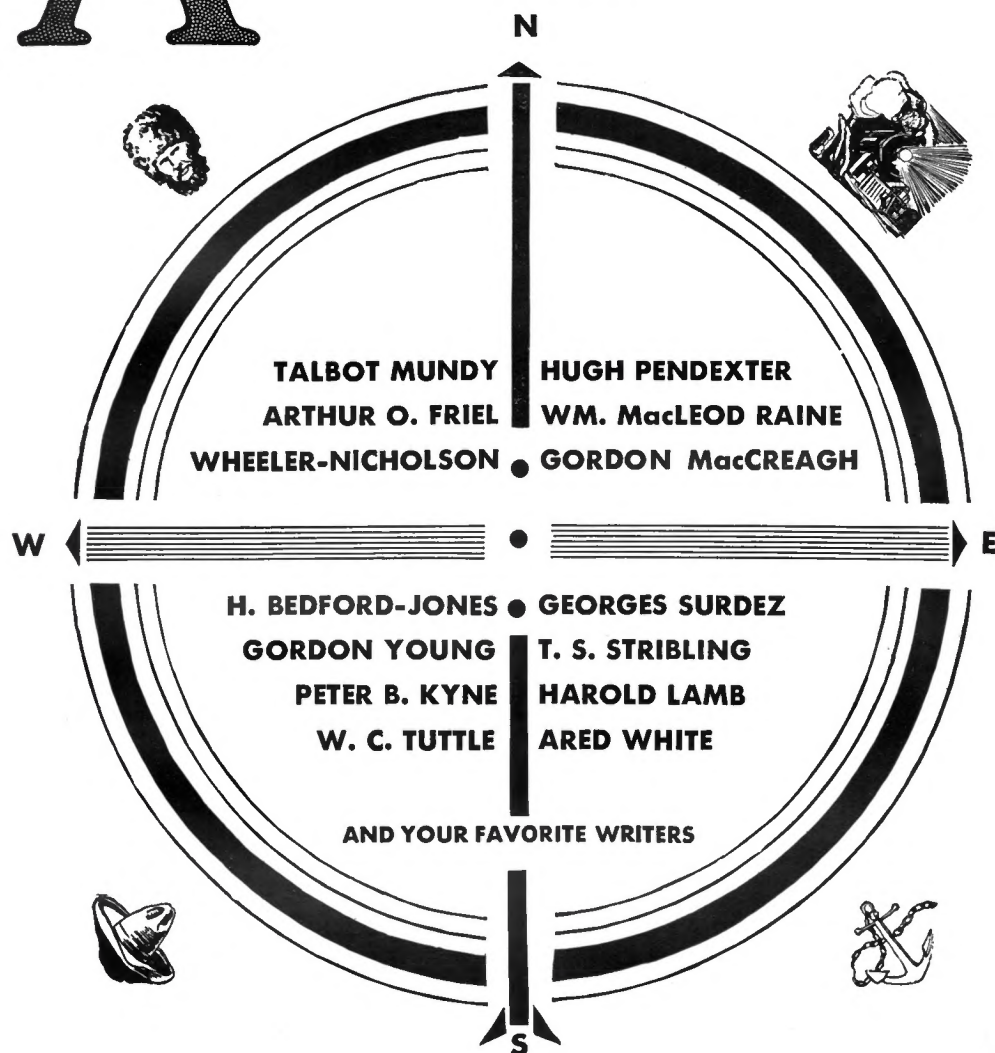 A
N
TALBOT MUNDY HUGH PENDEXTER
ARTHUR O. FRIEL WM. MacLEOD RAINE
WHEELER-NICHOLSON GORDON MacCREAGH
W E
H. BEDFORD-JONES GEORGES SURDEZ
GORDON YOUNG T. S. STRIBLING
PETER B. KYNE HAROLD LAMB
W. C. TUTTLE ARED WHITE
AND YOUR FAVORITE WRITERS
S